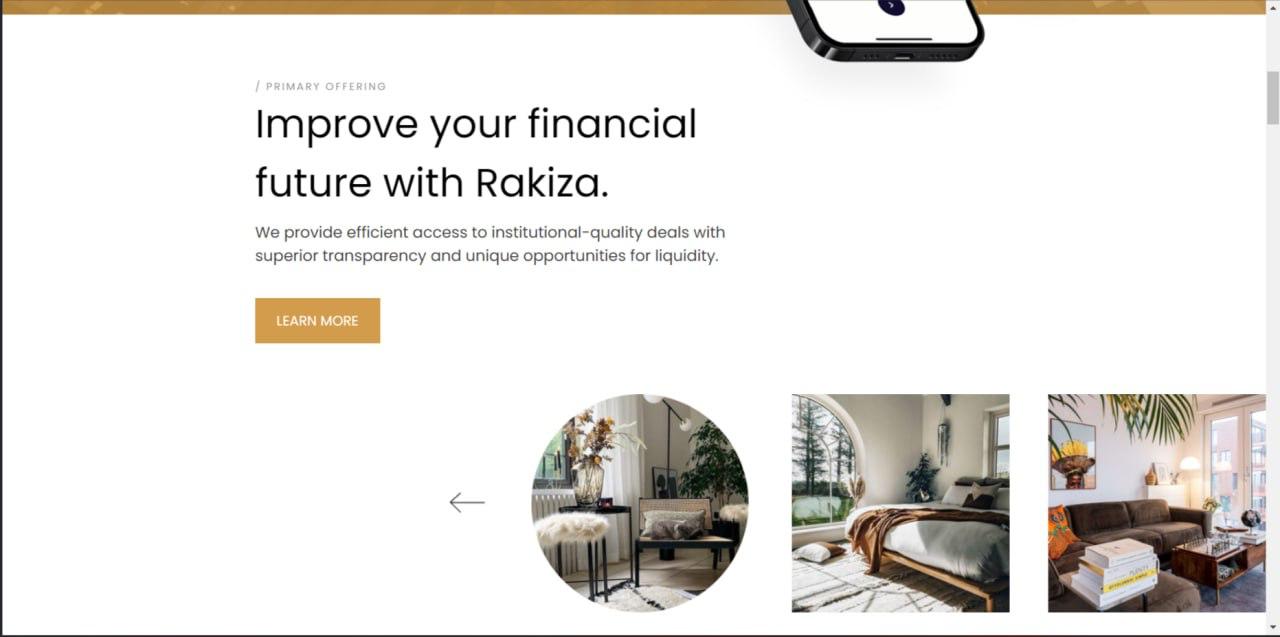 / PRIMARY OFFERING
Improve your financial
future with Rakiza.
We provide efficient access to institutional-quality deals with
superior transparency and unique opportunities for liquidity.
LEARN MORE